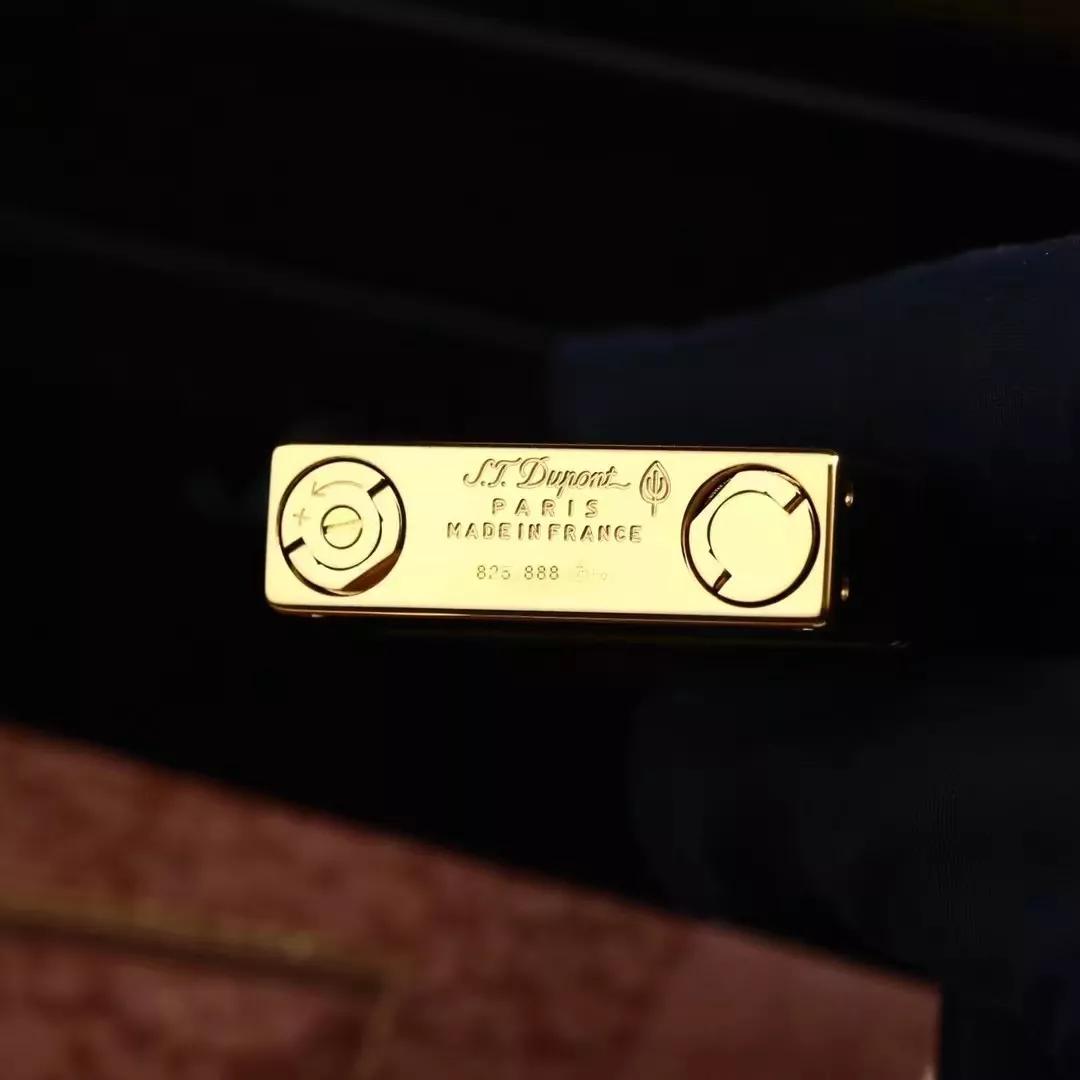 S.T. Dupont
PARIS
MADE IN FRANCE
+
825 888